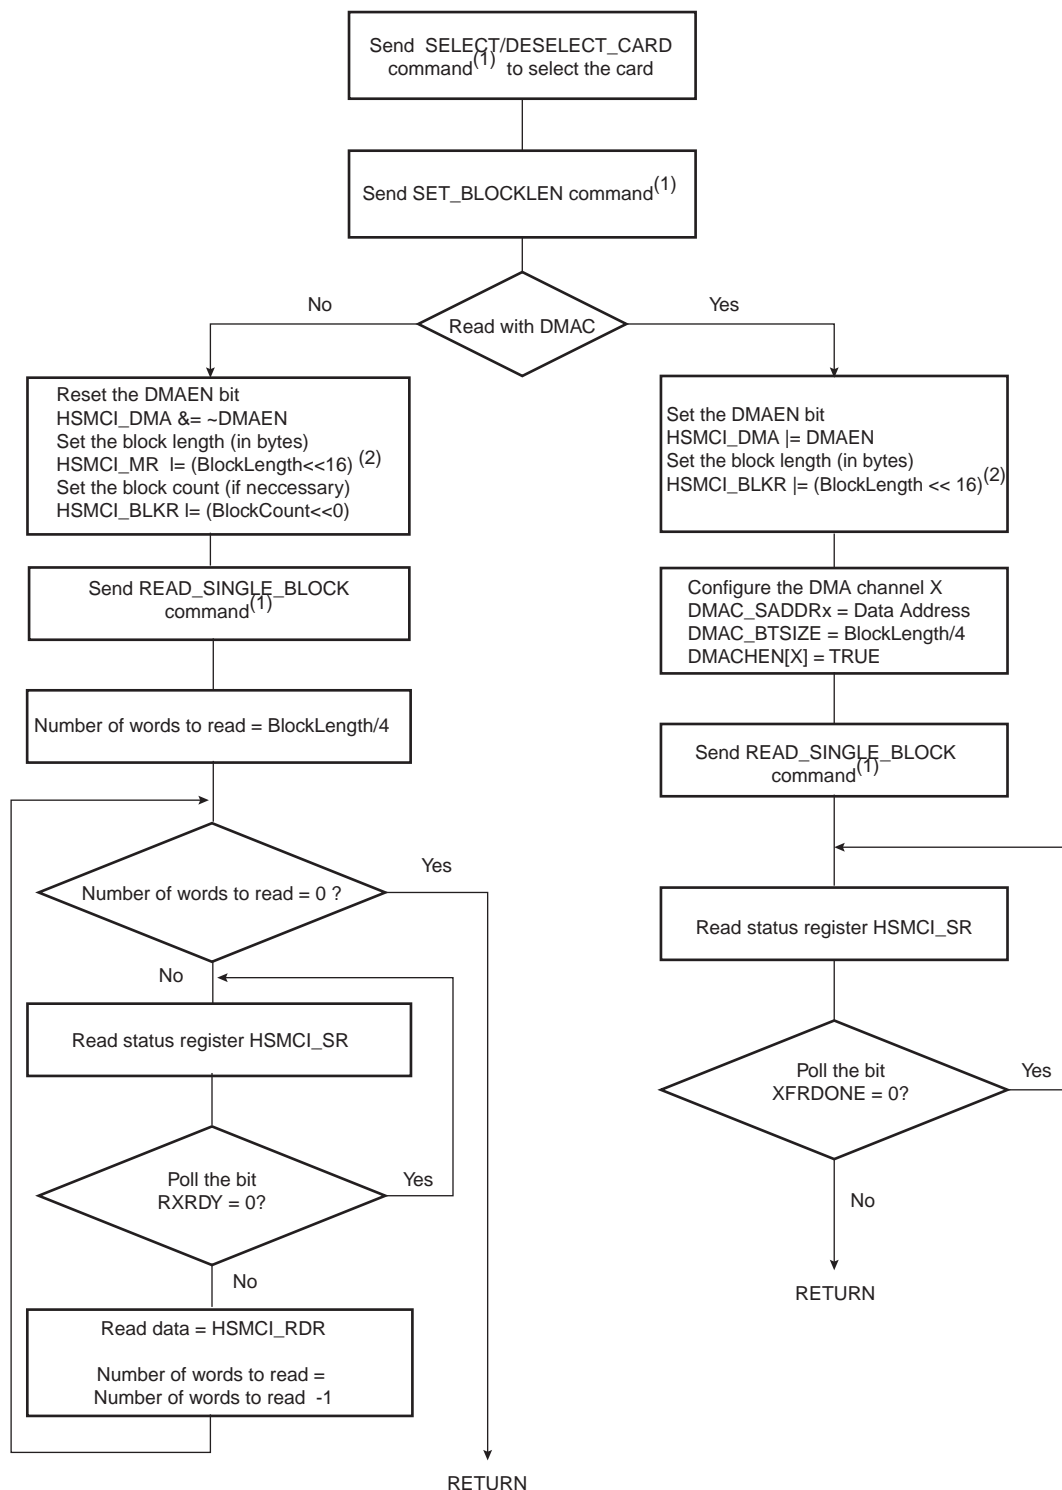 Send SELECT/DESELECT_CARD
command(1) to select the card
Send SET_BLOCKLEN command(1)
No
Yes
Read with DMAC
Reset the DMAEN bit
HSMCI_DMA &= ~DMAEN
Set the block length (in bytes)
HSMCI_MR l= (BlockLength<<16) (2)
Set the block count (if neccessary)
HSMCI_BLKR l= (BlockCount<<0)
Send READ_SINGLE_BLOCK
command(1)
Number of words to read = BlockLength/4
Number of words to read = 0 ?
Yes
No
Read status register HSMCI_SR
Poll the bit
RXRDY = 0?
Yes
No
Read data = HSMCI_RDR
Number of words to read =
Number of words to read -1
RETURN
Set the DMAEN bit
HSMCI_DMA |= DMAEN
Set the block length (in bytes)
HSMCI_BLKR |= (BlockLength << 16)(2)
Configure the DMA channel X
DMAC_SADDRx = Data Address
DMAC_BTSIZE = BlockLength/4
DMACHEN[X] = TRUE
Send READ_SINGLE_BLOCK
command(1)
Read status register HSMCI_SR
Poll the bit
XFRDONE = 0?
Yes
No
RETURN